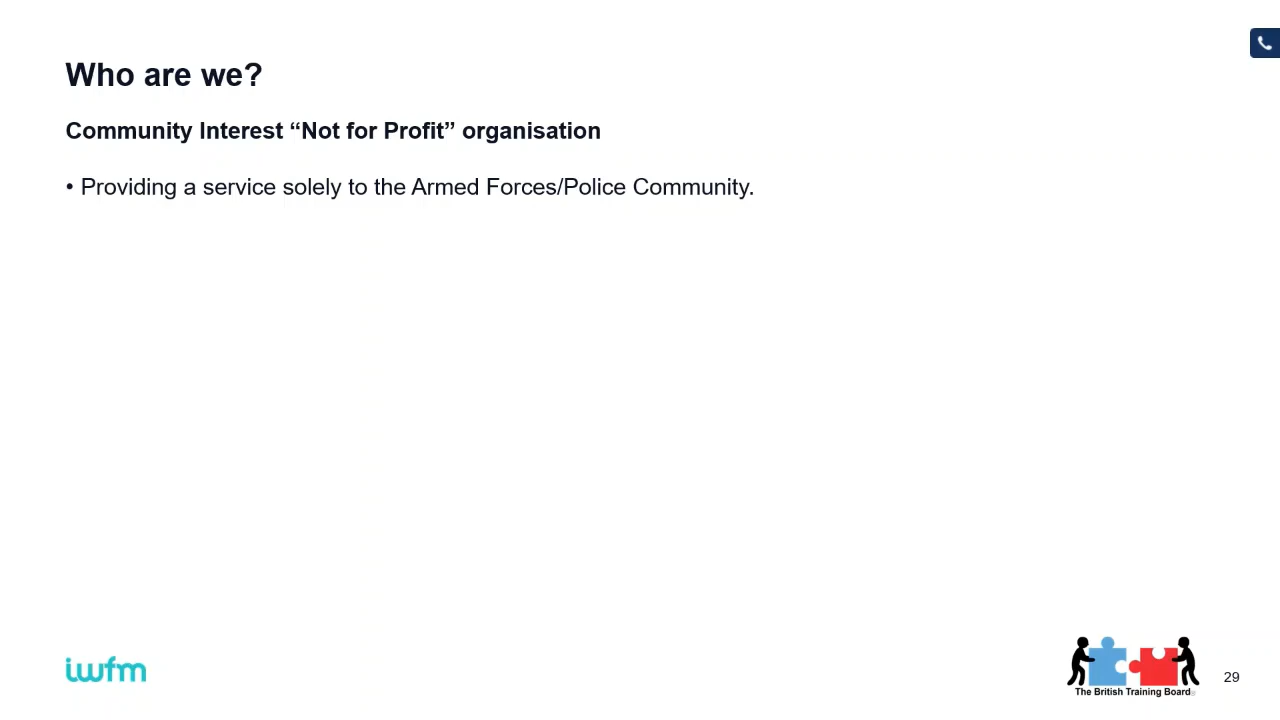 Who are we?
Community Interest “Not for Profit” organisation
• Providing a service solely to the Armed Forces/Police Community.
iwfm
The British Training Board
29